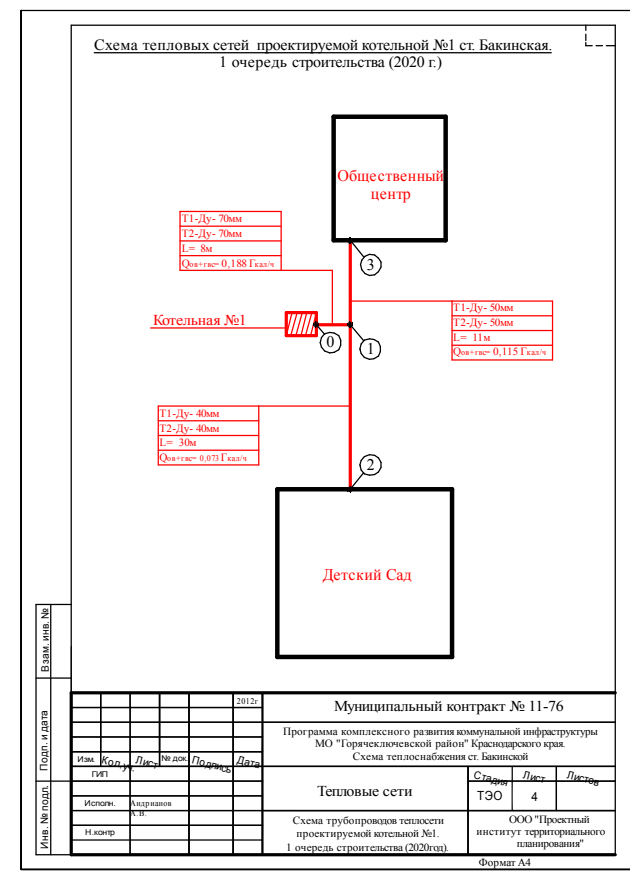 Схема тепловых сетей проектируемой котельной №1 ст. Бакинская.
1 очередь строительства (2020 г.)
Общественный
центр
Т1-Ду- 70мм
Т2-Ду- 70мм
L= 8м
Qов+гвс= 0,188 Гкал/ч
3
Котельная №1
0
1
Т1-Ду- 50мм
Т2-Ду- 50мм
L= 11м
Qов+гвс= 0,115 Гкал/ч
Т1-Ду- 40мм
Т2-Ду- 40мм
L= 30м
Qов+гвс= 0,073 Гкал/ч
2
Детский Сад
Взам. инв. №
Подп. и дата
Инв. № подл.
2012г
Муниципальный контракт № 11-76
Программа комплексного развития коммунальной инфраструктуры
МО "Горячеключевской район" Краснодарского края.
Схема теплоснабжения ст. Бакинской
Изм. Кол.уч. Лист № док. Подпись Дата
ГИП
Тепловые сети
Стадия Лист Листов
ТЭО 4
Исполн. Андрианов
А.В.
Н.контр
Схема трубопроводов теплосети
проектируемой котельной №1.
1 очередь строительства (2020год).
ООО "Проектный
институт территориального
планирования"
Формат А4